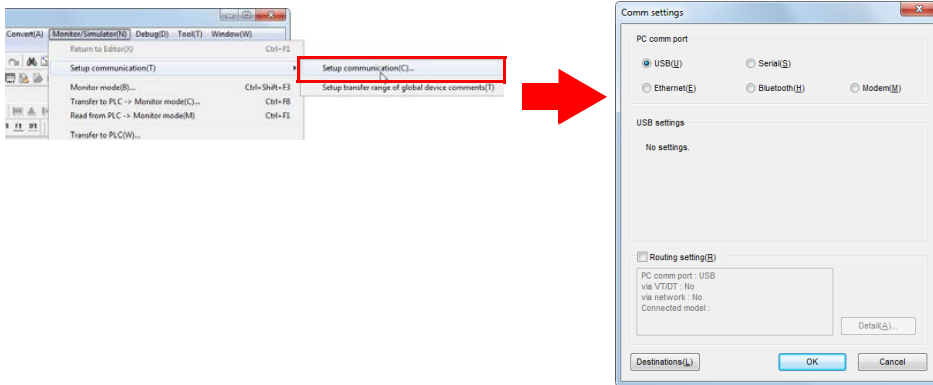 Convert(A) Monitor/Simulator(N) Debug(D) Tool(T) Window(W)
Return to Editor(X) Ctrl+F1
Setup communication(T)
Monitor mode(B)... Ctrl+Shift+F3
Transfer to PLC -> Monitor mode(C)... Ctrl+F8
Read from PLC -> Monitor mode(M) Ctrl+F1
Transfer to PLC(W)...
Setup communication(C)...
Setup transfer range of global device comments(T)
Comm settings
PC comm port
USB(U) Serial(S)
Ethernet(E) Bluetooth(H) Modem(M)
USB settings
No settings.
Routing setting(R)
PC comm port : USB
via VT/DT : No
via network : No
Connected model :
Detail(A)...
Destinations(L) OK Cancel